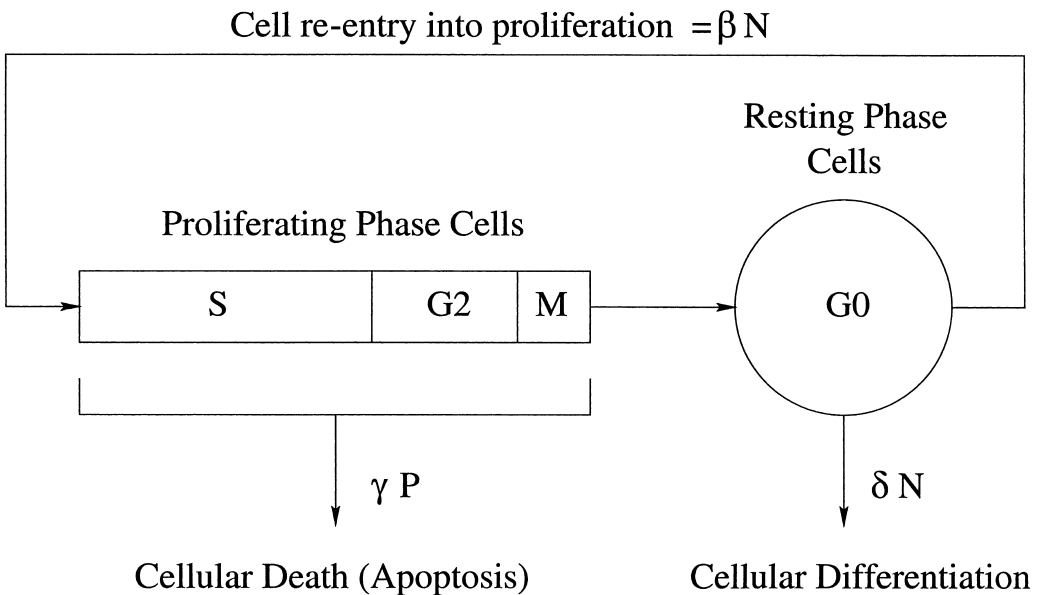 Cell re-entry into proliferation = β N
Resting Phase
Cells
Proliferating Phase Cells
S
G2
M
G0
γ P
δ N
Cellular Death (Apoptosis)
Cellular Differentiation